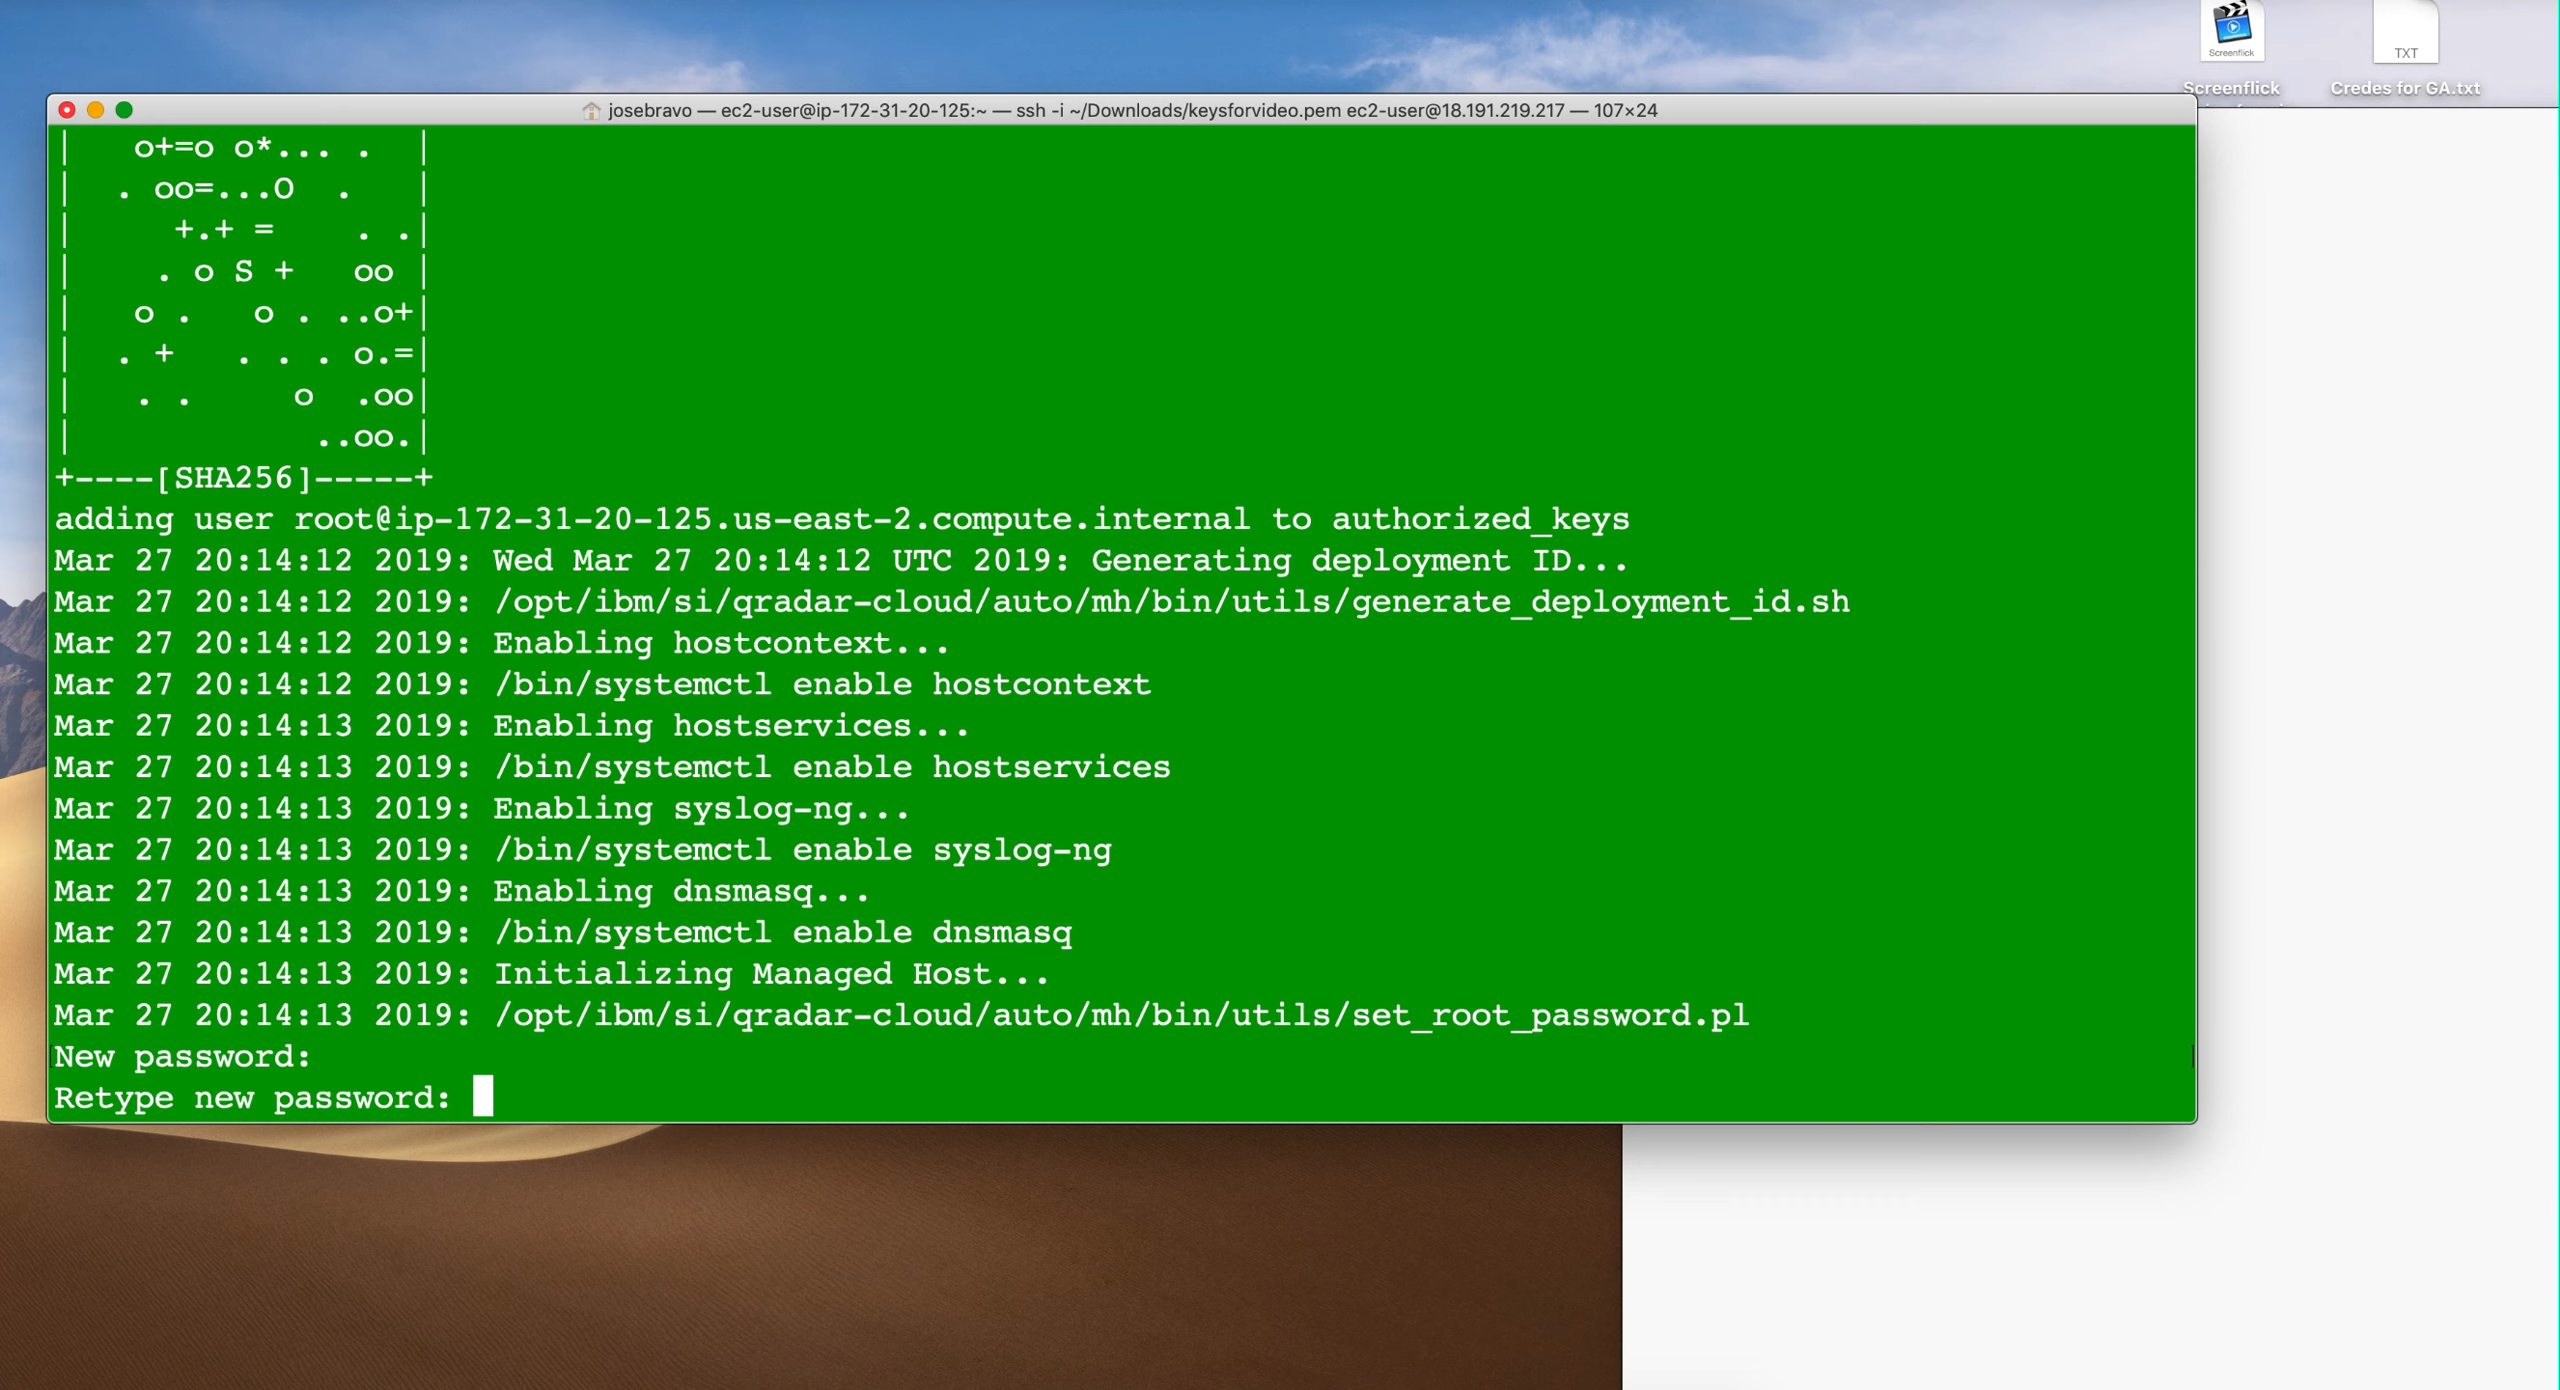 Screenflick
TXT
Screenflick
Credes for GA.txt
josebravo — ec2-user@ip-172-31-20-125:~ — ssh -i ~/Downloads/keysforvideo.pem ec2-user@18.191.219.217 — 107×24
|   o+=o o*... .  |
|  . oo=...O  .   |
|     +.+ =    . .|
|    . o S +   oo |
|   o .   o . ..o+|
|  . +   . . . o.=|
|   . .     o  .oo|
|            ..oo.|
+----[SHA256]-----+
adding user root@ip-172-31-20-125.us-east-2.compute.internal to authorized_keys
Mar 27 20:14:12 2019: Wed Mar 27 20:14:12 UTC 2019: Generating deployment ID...
Mar 27 20:14:12 2019: /opt/ibm/si/qradar-cloud/auto/mh/bin/utils/generate_deployment_id.sh
Mar 27 20:14:12 2019: Enabling hostcontext...
Mar 27 20:14:12 2019: /bin/systemctl enable hostcontext
Mar 27 20:14:13 2019: Enabling hostservices...
Mar 27 20:14:13 2019: /bin/systemctl enable hostservices
Mar 27 20:14:13 2019: Enabling syslog-ng...
Mar 27 20:14:13 2019: /bin/systemctl enable syslog-ng
Mar 27 20:14:13 2019: Enabling dnsmasq...
Mar 27 20:14:13 2019: /bin/systemctl enable dnsmasq
Mar 27 20:14:13 2019: Initializing Managed Host...
Mar 27 20:14:13 2019: /opt/ibm/si/qradar-cloud/auto/mh/bin/utils/set_root_password.pl
New password:
Retype new password: